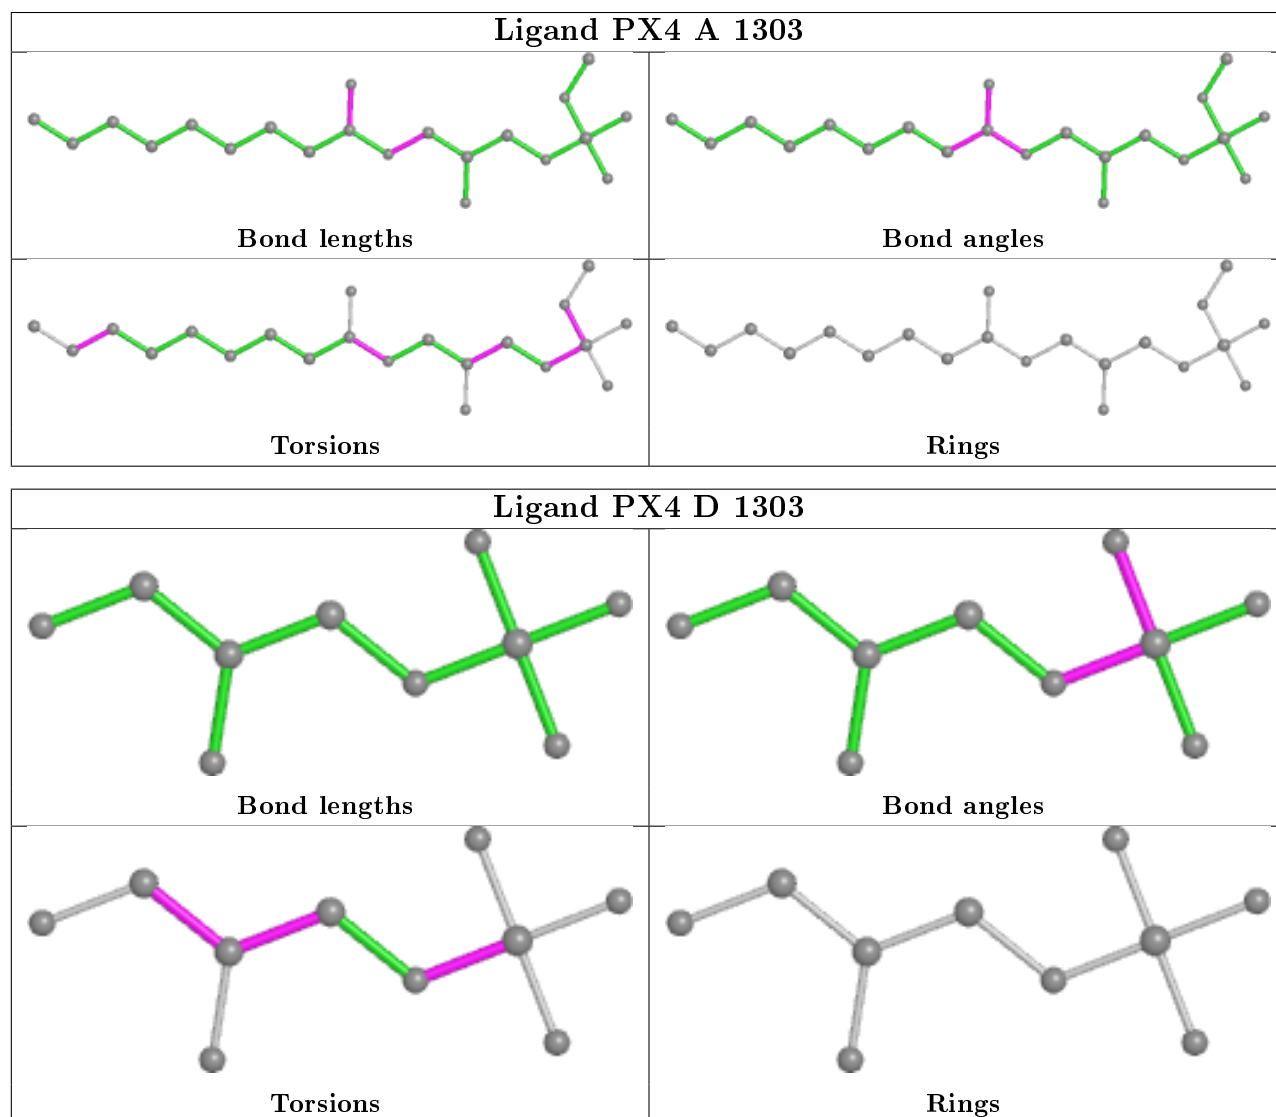 Ligand PX4 A 1303
Bond lengths
Bond angles
Torsions
Rings
Ligand PX4 D 1303
Bond lengths
Bond angles
Torsions
Rings